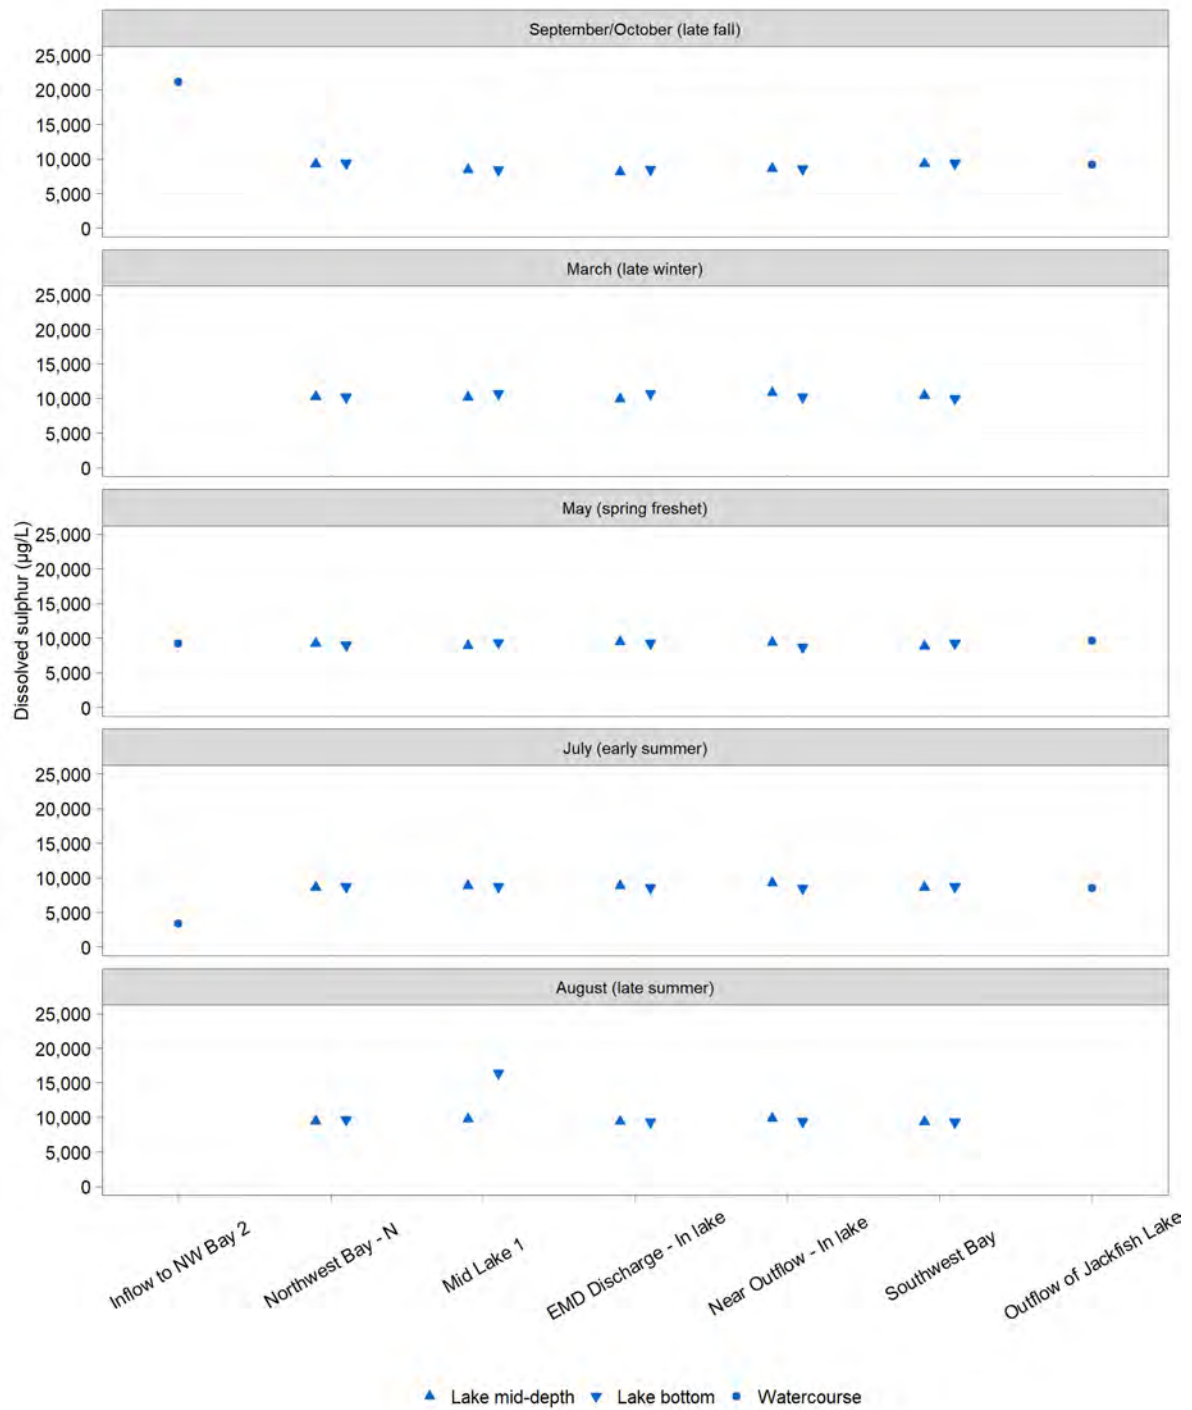 September/October (late fall)
25,000
20,000
15,000
10,000
5,000
0
March (late winter)
25,000
20,000
15,000
10,000
5,000
0
May (spring freshet)
25,000
20,000
15,000
10,000
5,000
0
July (early summer)
25,000
20,000
15,000
10,000
5,000
0
August (late summer)
25,000
20,000
15,000
10,000
5,000
0
Dissolved sulphur (µg/L)
Inflow to NW Bay 2
Northwest Bay - N
Mid Lake 1
EMD Discharge - In lake
Near Outflow - In lake
Southwest Bay
Outflow of Jackfish Lake
Lake mid-depth Lake bottom Watercourse